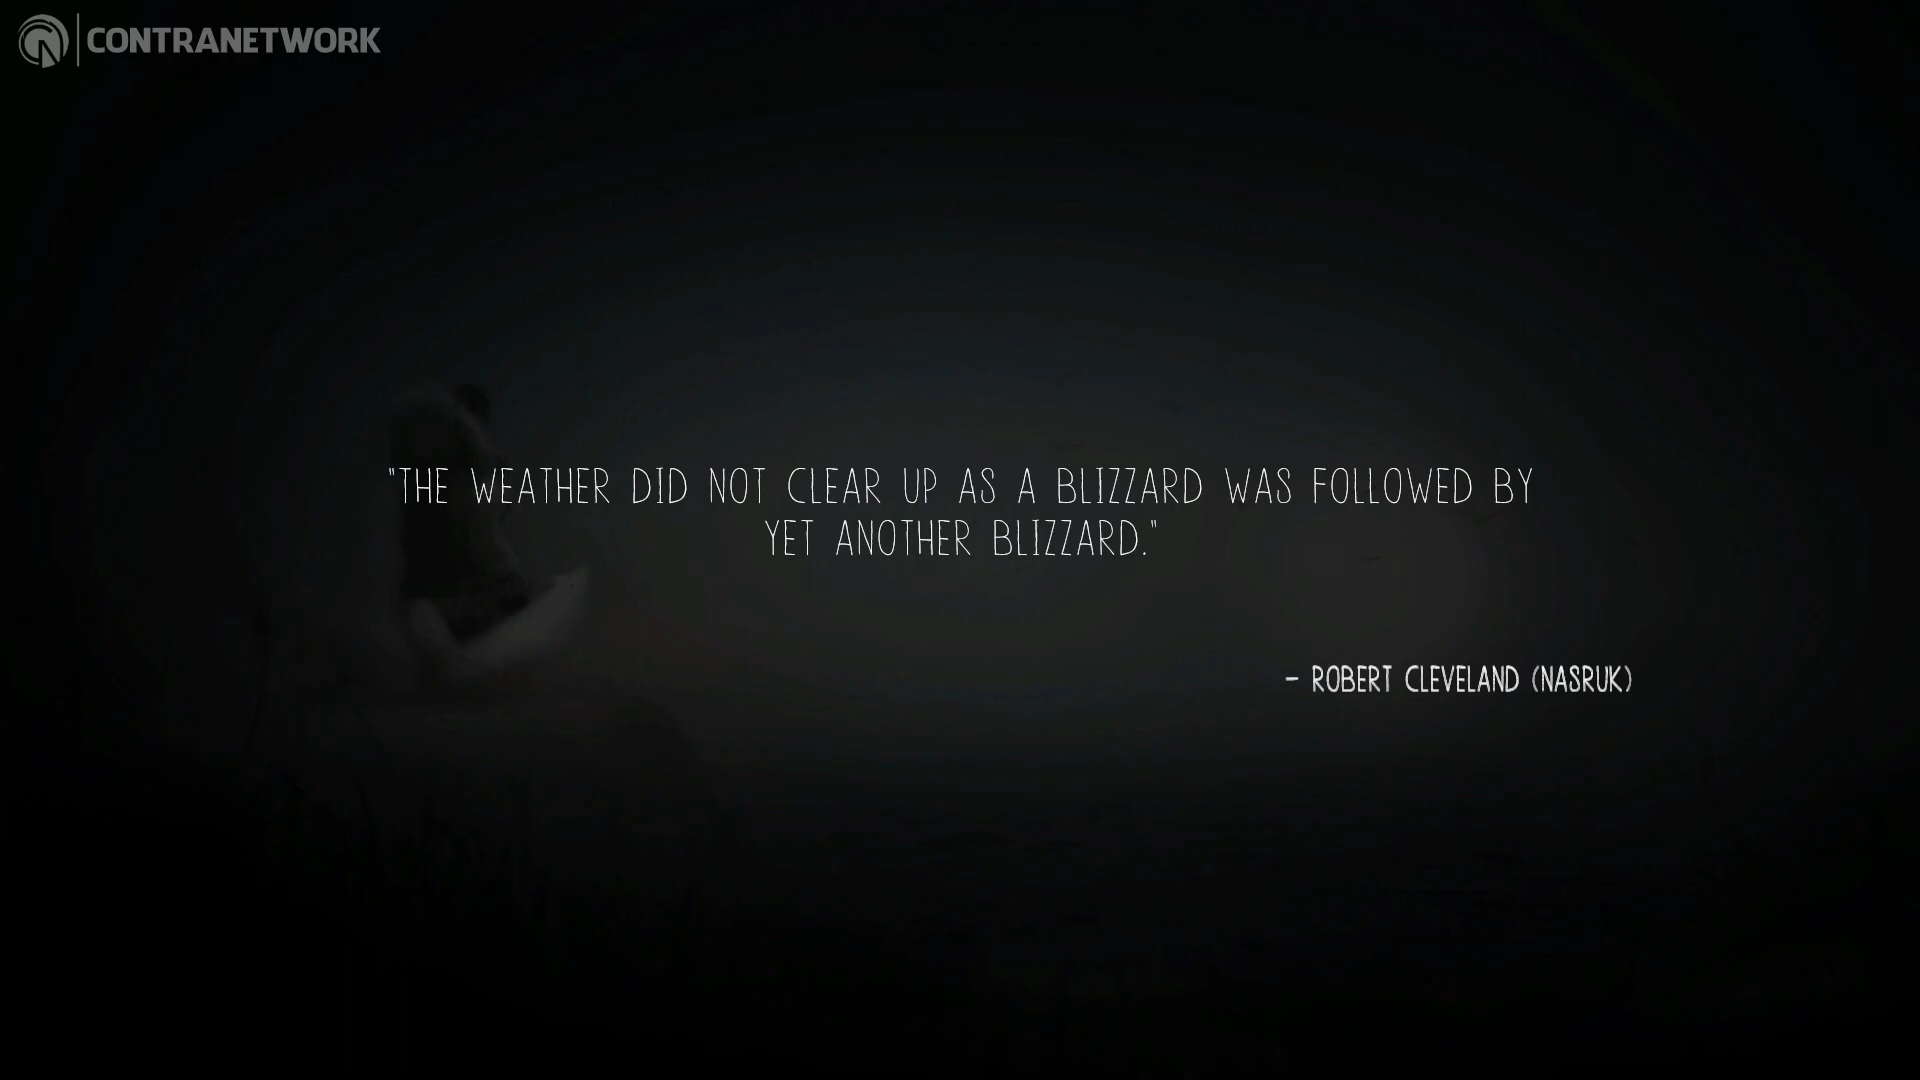 CONTRANETWORK
"THE WEATHER DID NOT CLEAR UP AS A BLIZZARD WAS FOLLOWED BY
YET ANOTHER BLIZZARD."
- ROBERT CLEVELAND (NASRUK)